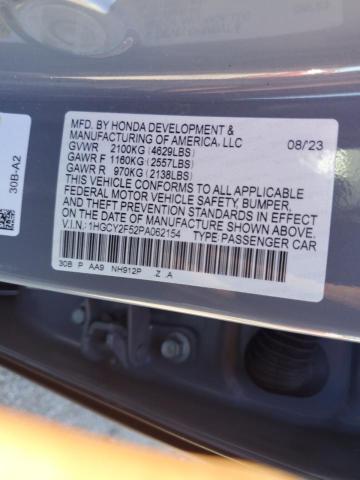 MFD. BY HONDA DEVELOPMENT & 08/23
MANUFACTURING OF AMERICA, LLC
GVWR 2100KG (4629LBS)
GAWR F 1160KG (2557LBS)
GAWR R 970KG (2138LBS)
THIS VEHICLE CONFORMS TO ALL APPLICABLE
FEDERAL MOTOR VEHICLE SAFETY, BUMPER,
AND THEFT PREVENTION STANDARDS IN EFFECT
ON THE DATE OF MANUFACTURE SHOWN ABOVE.
V.I.N.: 1HGCY2F52PA062154 TYPE PASSENGER CAR
30B P AA9 NH912P Z A
30B-A2